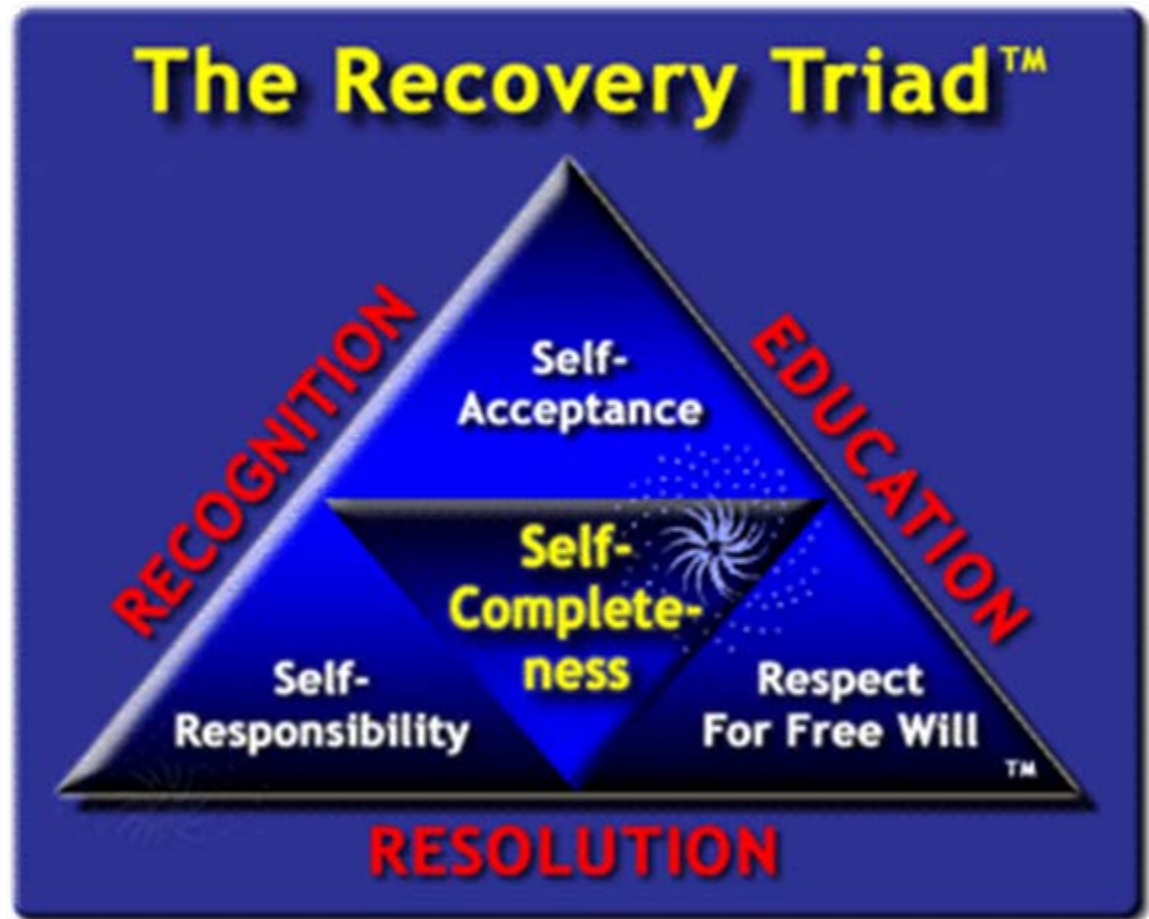 The Recovery Triad™
RECOGNITION
EDUCATION
Self-
Acceptance
Self-
Complete-
ness
Self-
Responsibility
Respect
For Free Will
TM
RESOLUTION